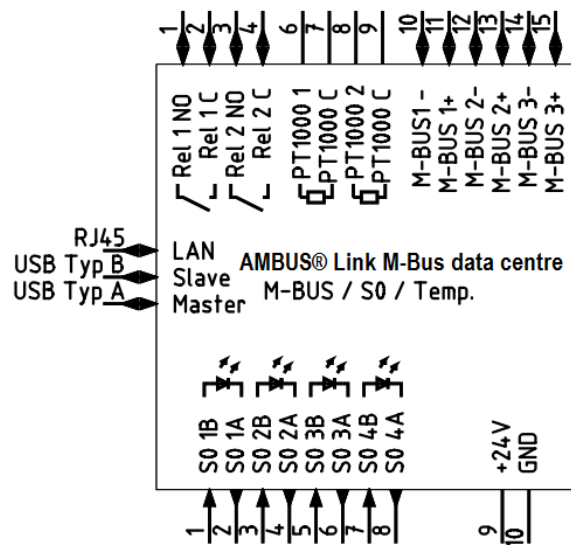 1
2
3
4
6
7
8
9
10
11
12
13
14
15
Rel 1 NO
Rel 1 C
Rel 2 NO
Rel 2 C
PT1000 1
PT1000 C
PT1000 2
PT1000 C
M-BUS1 -
M-BUS 1+
M-BUS 2-
M-BUS 2+
M-BUS 3-
M-BUS 3+
RJ45
LAN
USB Typ B
Slave
USB Typ A
Master
AMBUS® Link M-Bus data centre
M-BUS / S0 / Temp.
S0 1B
S0 1A
S0 2B
S0 2A
S0 3B
S0 3A
S0 4B
S0 4A
+24V
GND
1
2
3
4
5
6
7
8
9
10